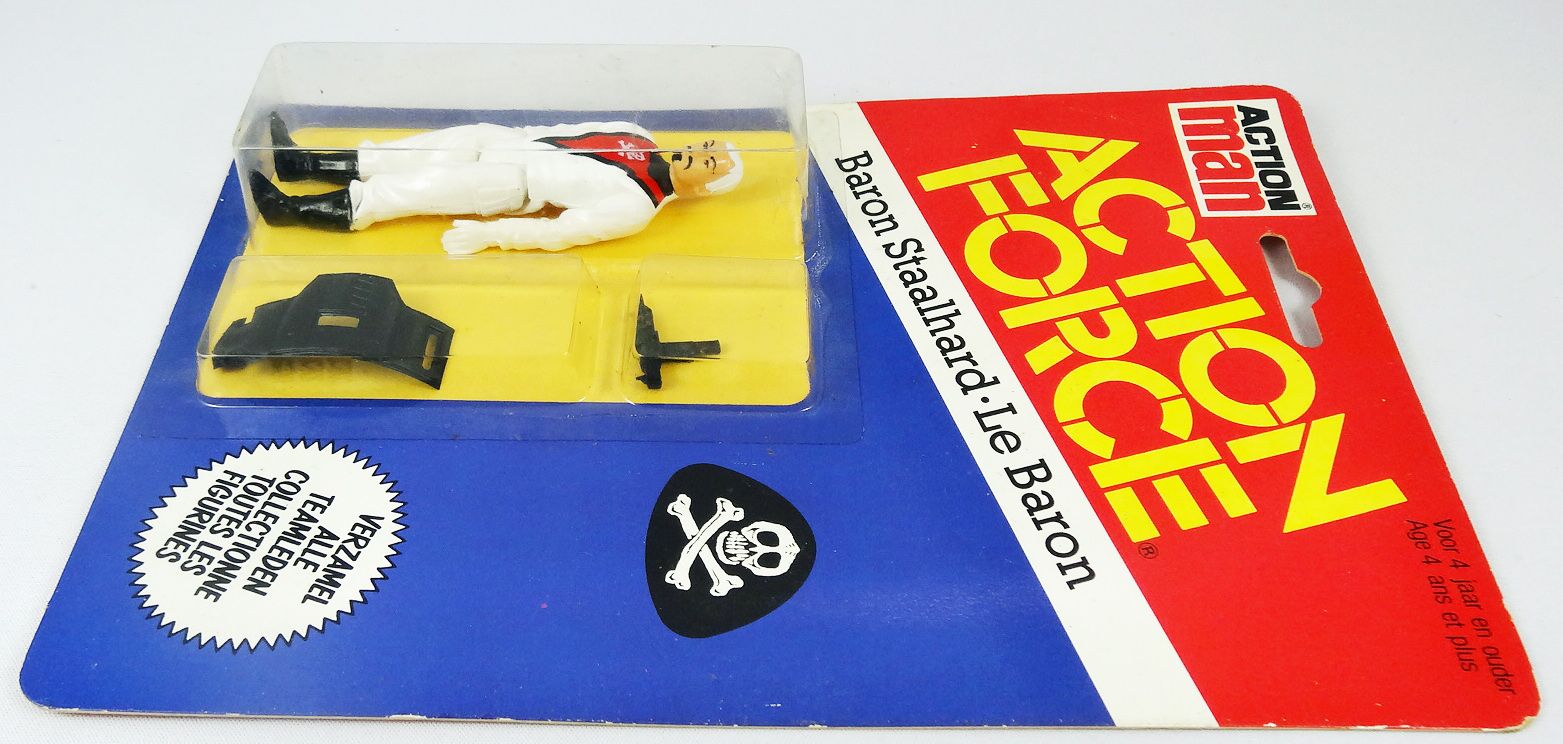 ACTION
man
ACTION
FORCE®
Voor 4 jaar en ouder
Age 4 ans et plus
Baron Staalhard·Le Baron
VERZAMEL
ALLE
TEAMLEDEN
COLLECTIONNE
TOUTES LES
FIGURINES